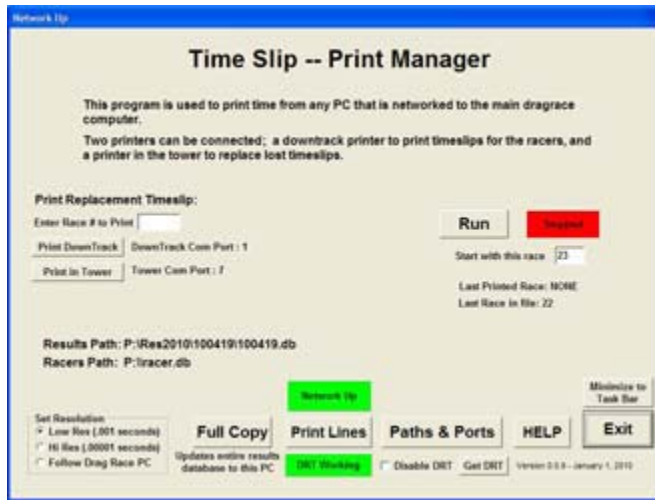 Network Up
Time Slip -- Print Manager
This program is used to print time from any PC that is networked to the main dragrace
computer.
Two printers can be connected; a downtrack printer to print timeslips for the racers, and
a printer in the tower to replace lost timeslips.
Print Replacement Timeslip:
Enter Race # to Print
Print DownTrack DownTrack Com Port : 1
Print in Tower Tower Com Port : 7
Run Stopped
Start with this race 23
Last Printed Race: NONE
Last Race in file: 22
Results Path: P:\Res2010\100419\100419.db
Racers Path: P:\racer.db
Network Up
Minimize to
Task Bar
Set Resolution
Low Res (.001 seconds)
Hi Res (.00001 seconds)
Follow Drag Race PC
Full Copy
Updates entire results
database to this PC
Print Lines
Paths & Ports
HELP
Exit
DRT Working
Disable DRT
Get DRT
Version 0.0.9 -- January 1, 2010